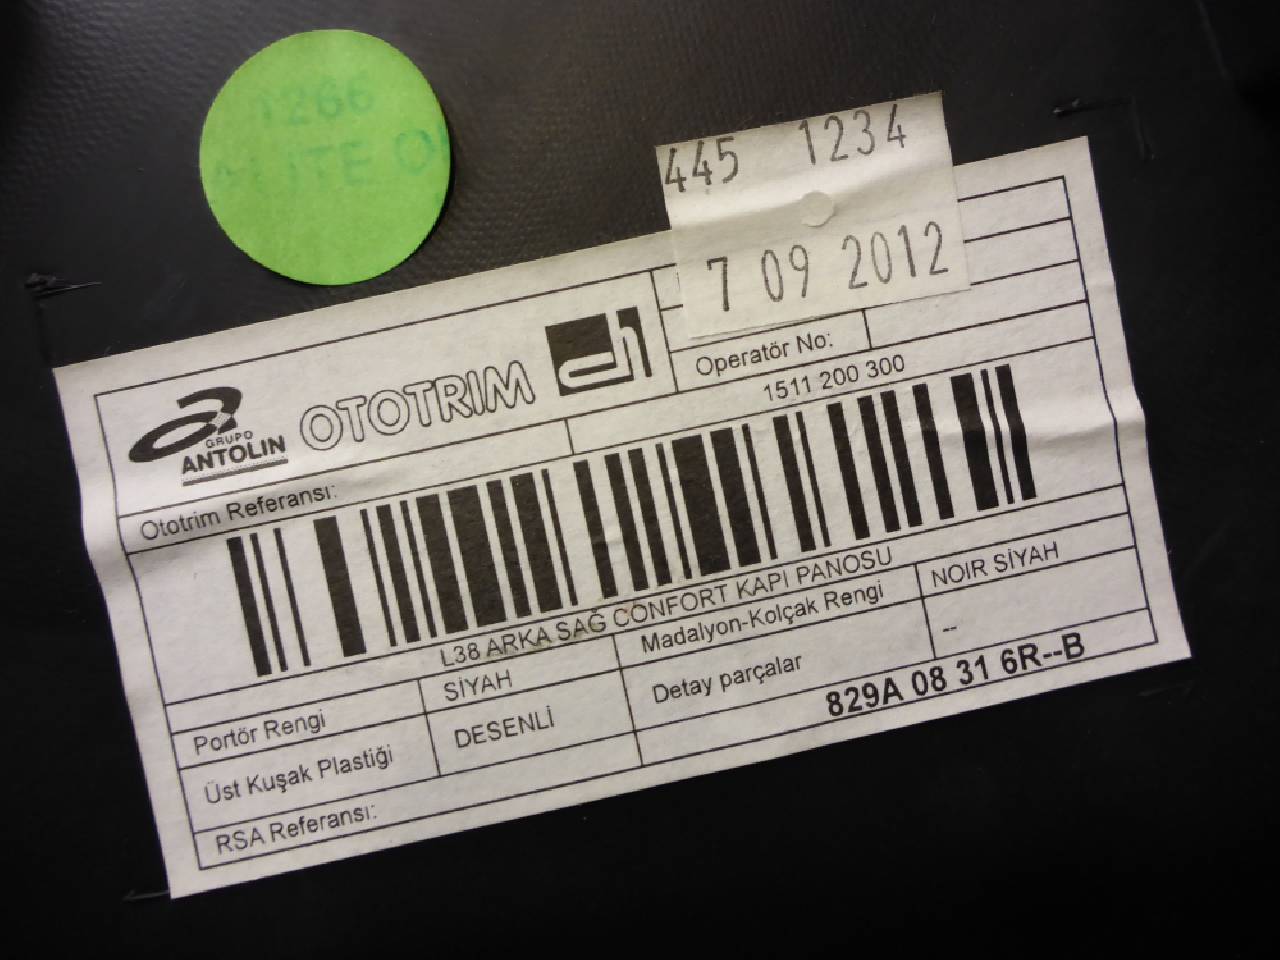 1266
LITE O
445 1234
7 09 2012
GRUPO
ANTOLIN
OTOTRIM
Operatör No:
Ototrim Referansı:
1511 200 300
L38 ARKA SAĞ CONFORT KAPI PANOSU
Portör Rengi
SİYAH
Madalyon-Kolçak Rengi
NOIR SİYAH
Üst Kuşak Plastiği
DESENLİ
Detay parçalar
--
RSA Referansı:
829A 08 31 6R--B